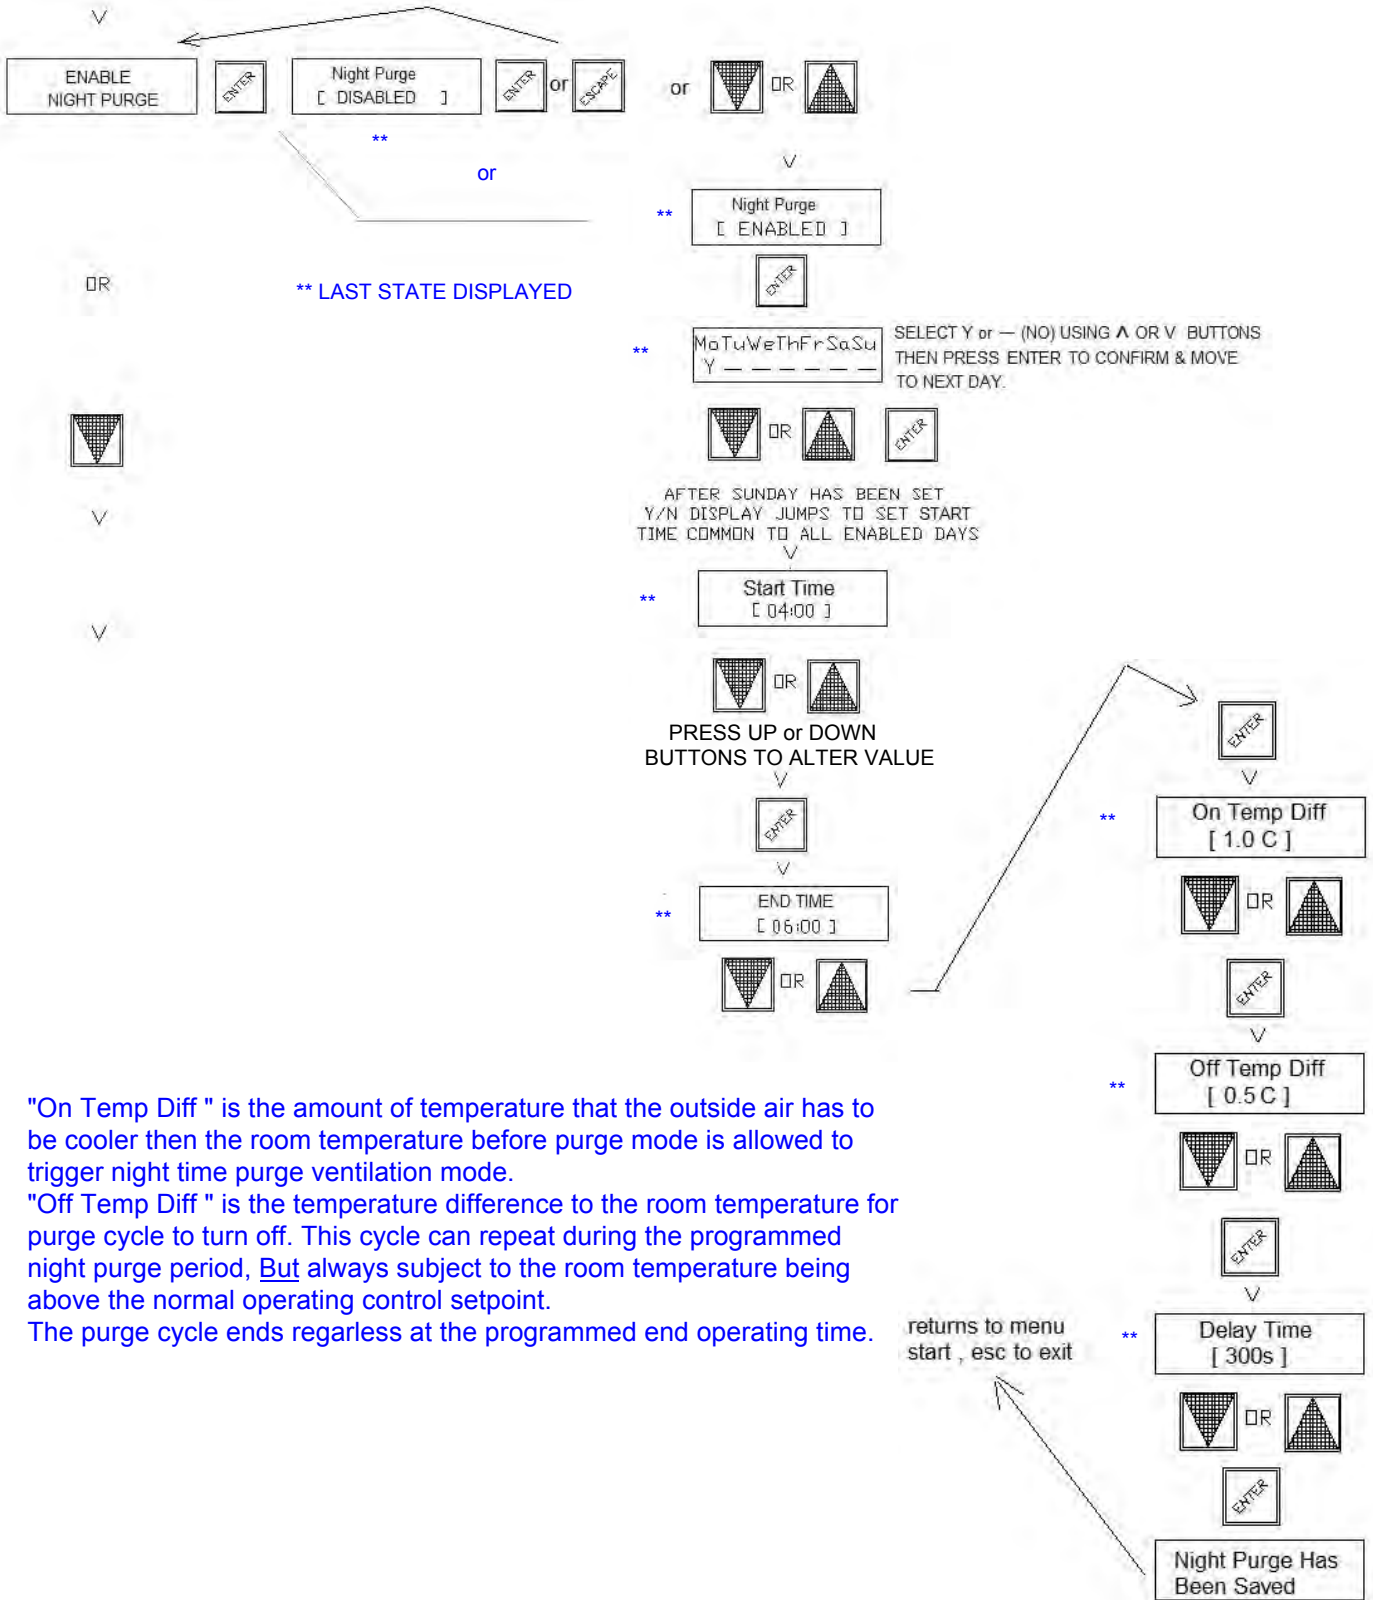 V
ENABLE
NIGHT PURGE
ENTER
Night Purge
[ DISABLED ]
ENTER
or
ESCAPE
or
OR
**
or
V
**
Night Purge
[ ENABLED ]
ENTER
OR
** LAST STATE DISPLAYED
**
MoTuWeThFrSaSu
Y — — — — — —
SELECT Y or — (NO) USING Λ OR V BUTTONS
THEN PRESS ENTER TO CONFIRM & MOVE
TO NEXT DAY.
OR
ENTER
V
AFTER SUNDAY HAS BEEN SET
Y/N DISPLAY JUMPS TO SET START
TIME COMMON TO ALL ENABLED DAYS
V
**
Start Time
[ 04:00 ]
V
OR
PRESS UP or DOWN
BUTTONS TO ALTER VALUE
V
ENTER
V
**
END TIME
[ 06:00 ]
OR
ENTER
V
**
On Temp Diff
[ 1.0 C ]
OR
ENTER
V
**
Off Temp Diff
[ 0.5 C ]
OR
ENTER
V
**
Delay Time
[ 300s ]
OR
ENTER
Night Purge Has
Been Saved
returns to menu
start , esc to exit
"On Temp Diff " is the amount of temperature that the outside air has to
be cooler then the room temperature before purge mode is allowed to
trigger night time purge ventilation mode.
"Off Temp Diff " is the temperature difference to the room temperature for
purge cycle to turn off. This cycle can repeat during the programmed
night purge period, But always subject to the room temperature being
above the normal operating control setpoint.
The purge cycle ends regarless at the programmed end operating time.